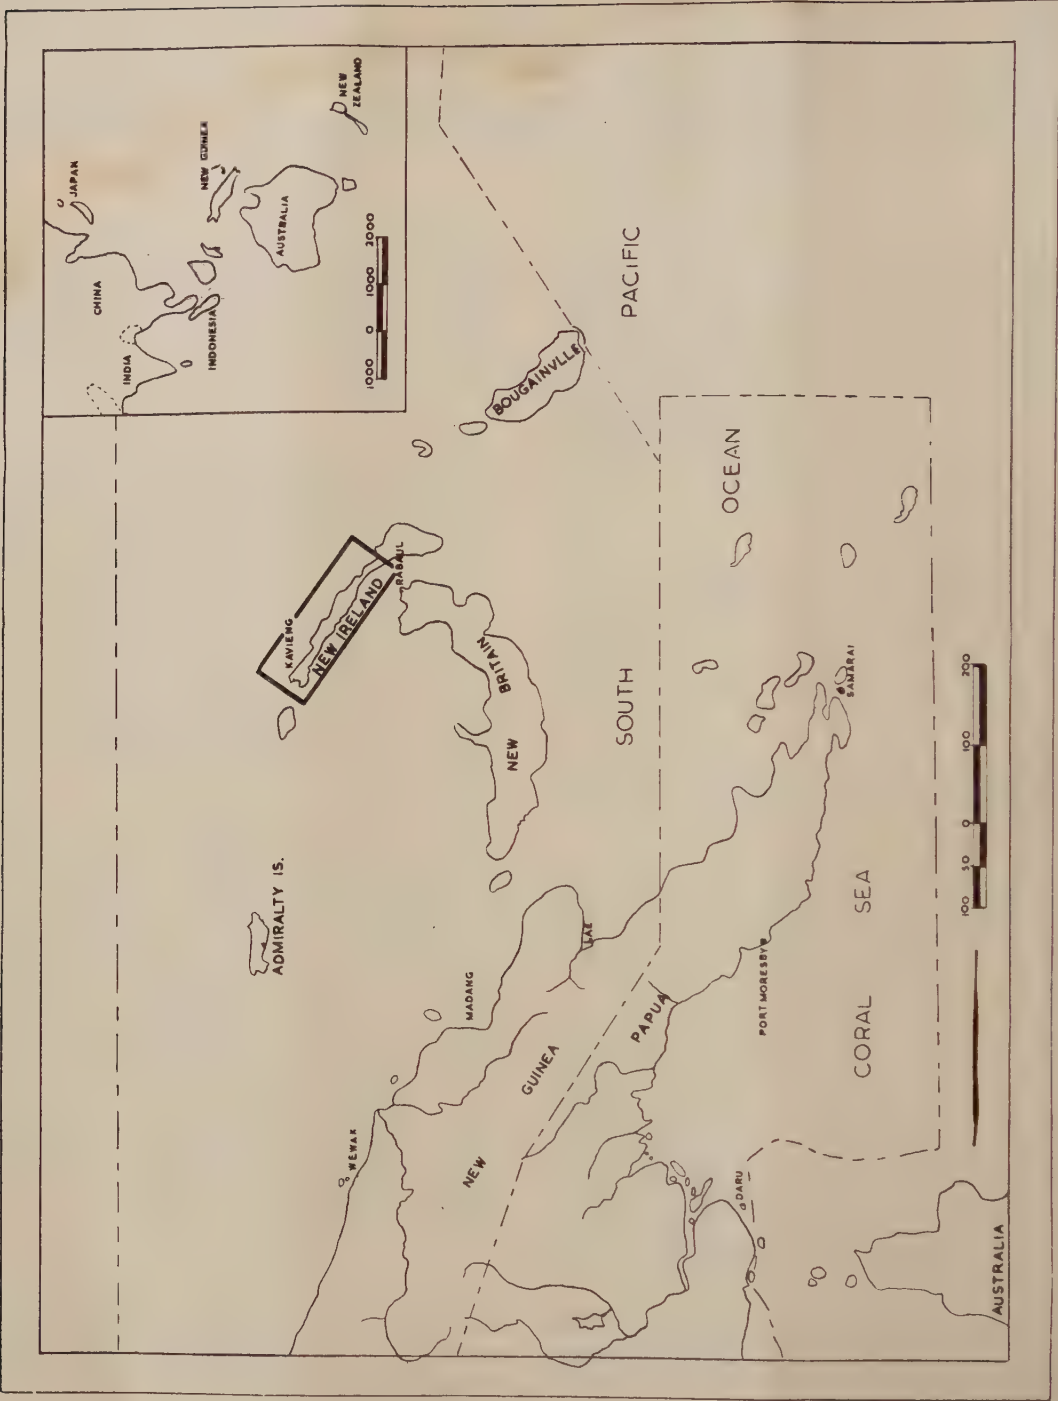 JAPAN
CHINA
INDIA
INDONESIA
NEW GUINEA
AUSTRALIA
NEW
ZEALAND
1000 0 1000 2000
ADMIRALTY IS.
KAVIENG
NEW IRELAND
RABAUL
BOUGAINVLLE
PACIFIC
WEWAK
MADANG
NEW BRITAIN
LAE
NEW GUINEA
SOUTH
OCEAN
PAPUA
PORT MORESBY
SAMARAI
DARU
CORAL SEA
AUSTRALIA
100 50 0 100 200